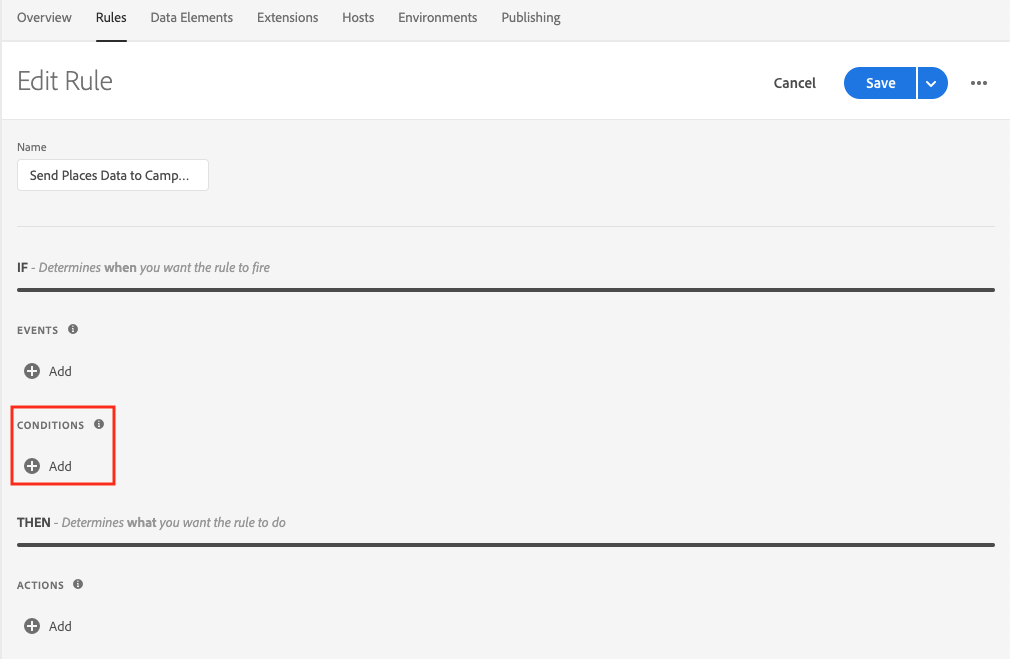 Overview Rules Data Elements Extensions Hosts Environments Publishing
Edit Rule
Cancel Save
Name
Send Places Data to Camp...
IF - Determines when you want the rule to fire
EVENTS
Add
CONDITIONS
Add
THEN - Determines what you want the rule to do
ACTIONS
Add